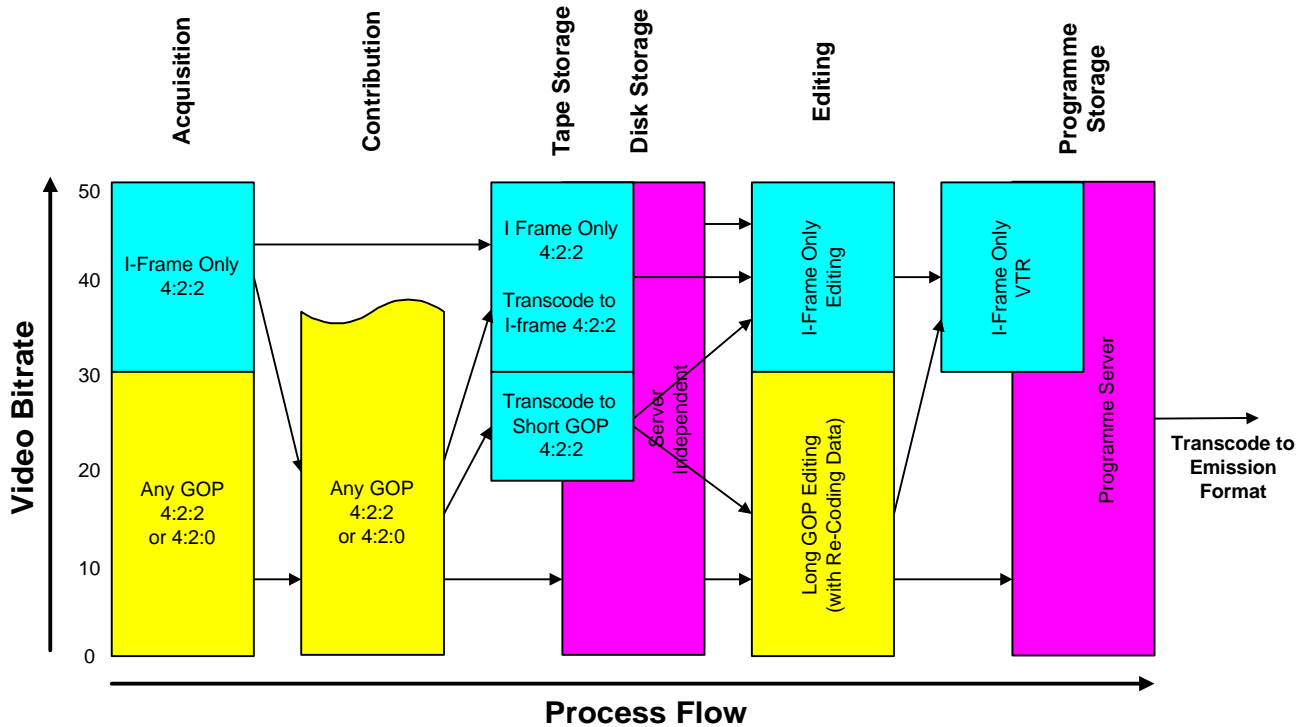 Acquisition
Contribution
Tape Storage
Disk Storage
Editing
Programme
Storage
Video Bitrate
50
40
30
20
10
0
I-Frame Only
4:2:2
Any GOP
4:2:2
or 4:2:0
Any GOP
4:2:2
or 4:2:0
I Frame Only
4:2:2
Transcode to
I-frame 4:2:2
Transcode to
Short GOP
4:2:2
Server
Independent
I-Frame Only
Editing
Long GOP Editing
(with Re-Coding Data)
I-Frame Only
VTR
Programme Server
Transcode to
Emission
Format
Process Flow